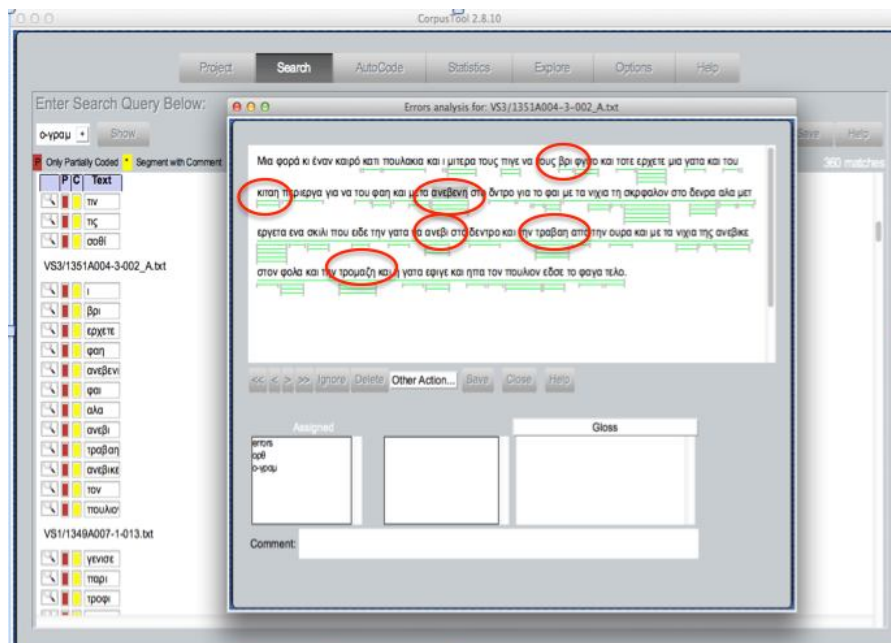 CorpusTool 2.8.10
Project Search AutoCode Statistics Explore Options Help
Enter Search Query Below:
ο-γραμ Show Save Help
P Only Partially Coded * Segment with Comment 360 matches
P C Text
τιν
τις
σοθί
VS3/1351A004-3-002_A.txt
ι
βρι
ερχετε
φαη
ανεβενι
φαι
αλα
ανεβι
τραβαη
ανεβικε
τον
πουλιο
VS1/1349A007-1-013.txt
γενισε
παρι
τροφι
Errors analysis for: VS3/1351A004-3-002_A.txt
Μια φορά κι έναν καιρό κατι πουλακια και ι μιτερα τους πιγε να τους βρι φγιτο και τοτε ερχετε μια γατα και του
κιταη περιεργα για να του φαη και μετα ανεβενη στο δντρο για το φαι με τα νιχια τη σκρφαλον στο δενρα αλα μετ
εργετα ενα σκιλι που ειδε την γατα να ανεβι στο δεντρο και την τραβαη απο την ουρα και με τα νιχια της ανεβικε
στον φολα και την τρομαζη και η γατα εφιγε και ηπα τον πουλιον εδσε το φαγα τελο.
<< < > >> Ignore Delete Other Action... Save Close Help
Assigned Gloss
errors
ορθ
ο-γραμ
Comment: